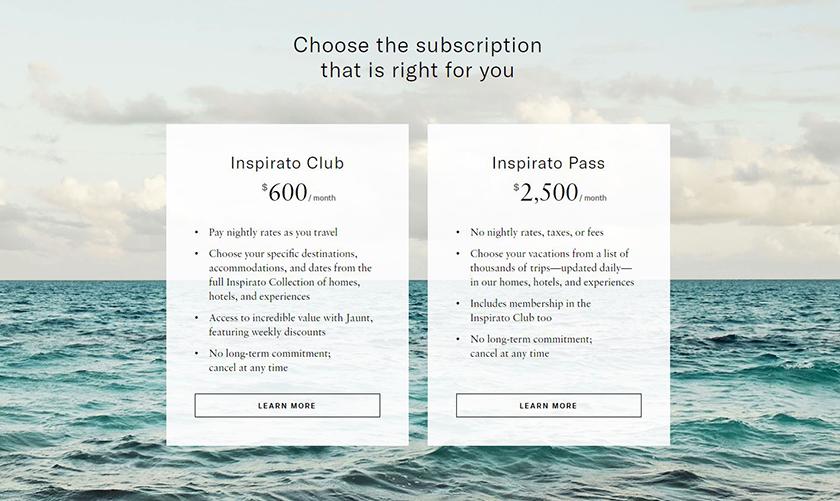 Choose the subscription
that is right for you
Inspirato Club
$600 / month
• Pay nightly rates as you travel
• Choose your specific destinations,
accommodations, and dates from the
full Inspirato Collection of homes,
hotels, and experiences
• Access to incredible value with Jaunt,
featuring weekly discounts
• No long-term commitment;
cancel at any time
LEARN MORE
Inspirato Pass
$2,500 / month
• No nightly rates, taxes, or fees
• Choose your vacations from a list of
thousands of trips—updated daily—
in our homes, hotels, and experiences
• Includes membership in the
Inspirato Club too
• No long-term commitment;
cancel at any time
LEARN MORE